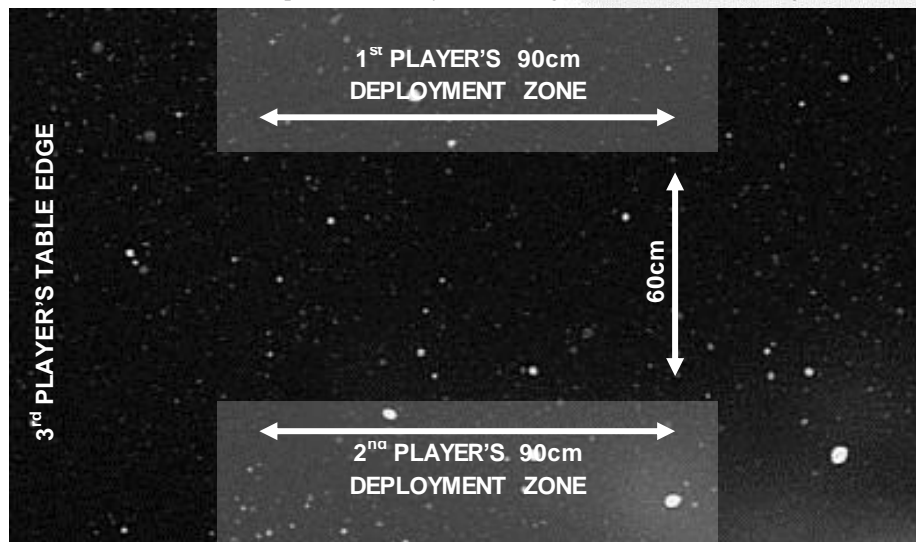 1st PLAYER'S 90cm
DEPLOYMENT ZONE
3rd PLAYER'S TABLE EDGE
60cm
2nd PLAYER'S 90cm
DEPLOYMENT ZONE